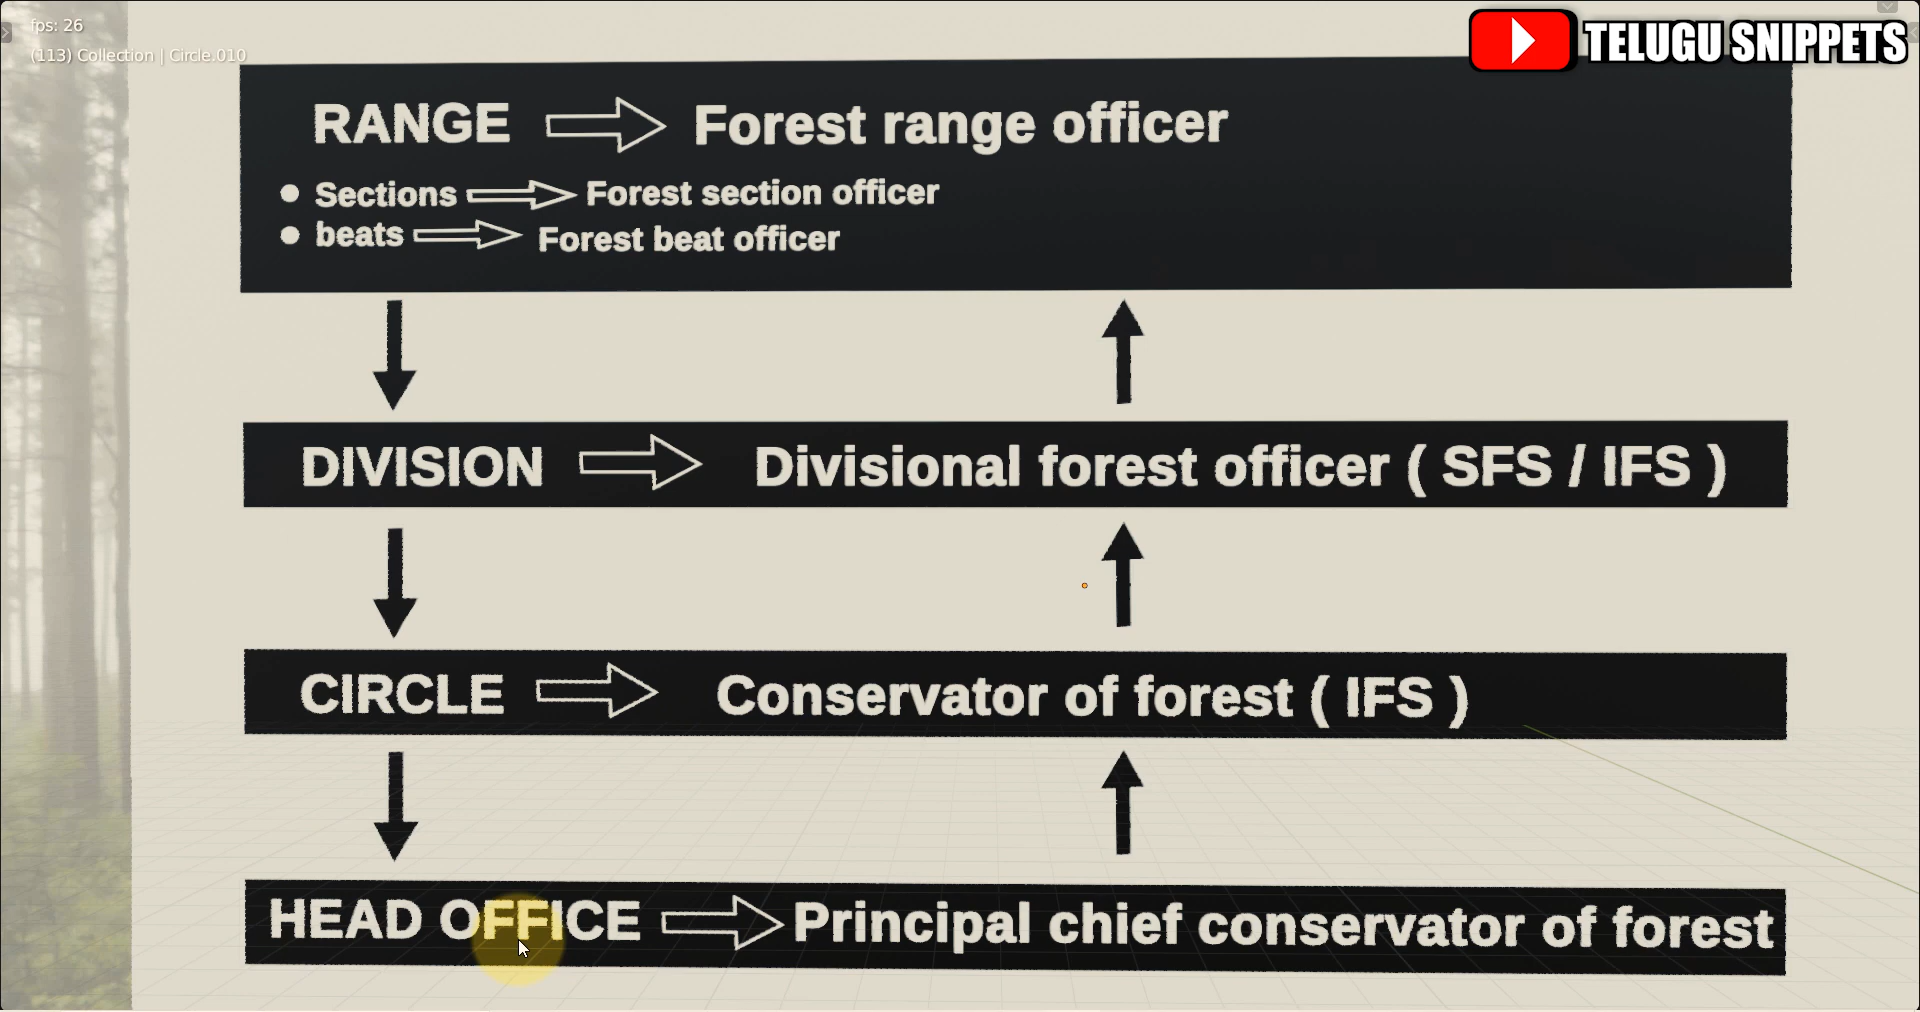 fps: 26
(113) Collection | Circle.010
TELUGU SNIPPETS
RANGE Forest range officer
Sections Forest section officer
beats Forest beat officer
DIVISION Divisional forest officer ( SFS / IFS )
CIRCLE Conservator of forest ( IFS )
HEAD OFFICE Principal chief conservator of forest